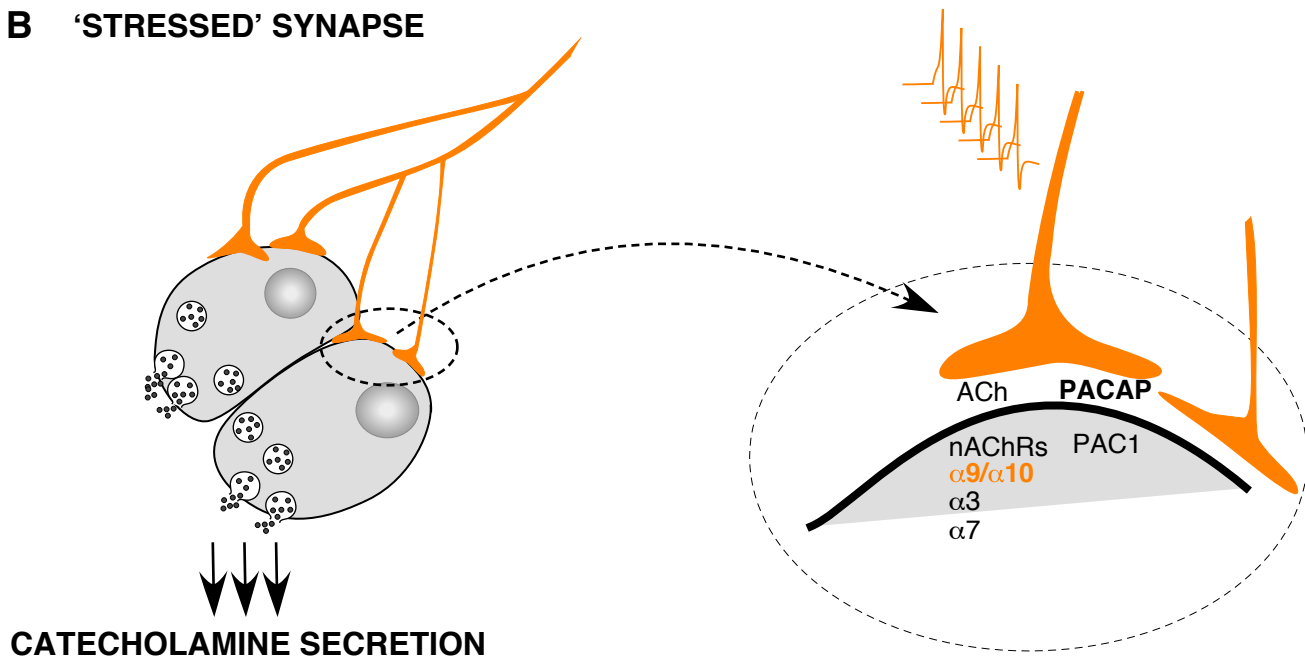 B 'STRESSED' SYNAPSE
ACh PACAP
nAChRs PAC1
α9/α10
α3
α7
CATECHOLAMINE SECRETION